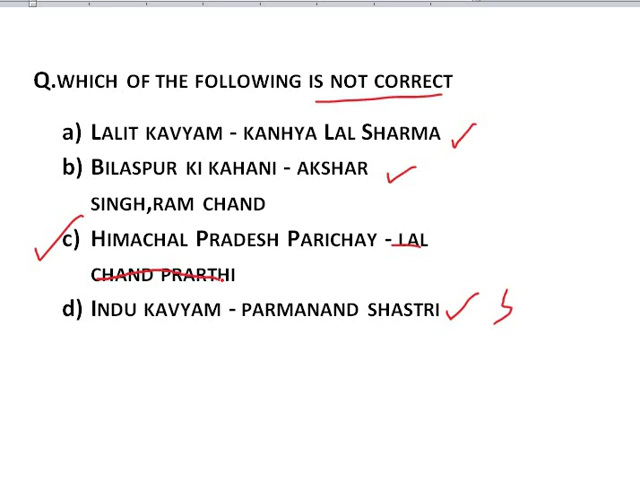 Q.WHICH OF THE FOLLOWING IS NOT CORRECT
a) LALIT KAVYAM - KANHYA LAL SHARMA
b) BILASPUR KI KAHANI - AKSHAR
SINGH,RAM CHAND
c) HIMACHAL PRADESH PARICHAY - LAL
CHAND PRARTHI
d) INDU KAVYAM - PARMANAND SHASTRI